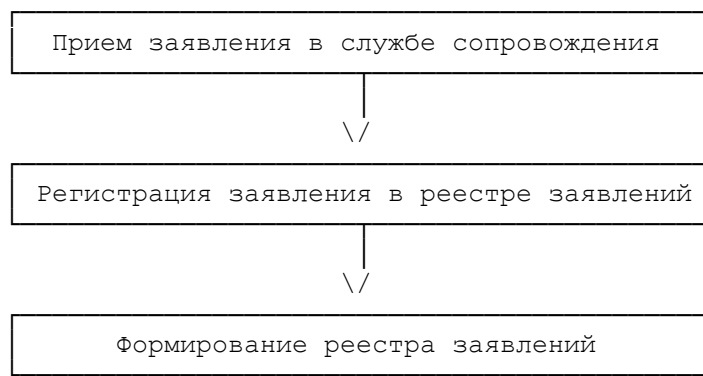 Прием заявления в службе сопровождения
Регистрация заявления в реестре заявлений
Формирование реестра заявлений